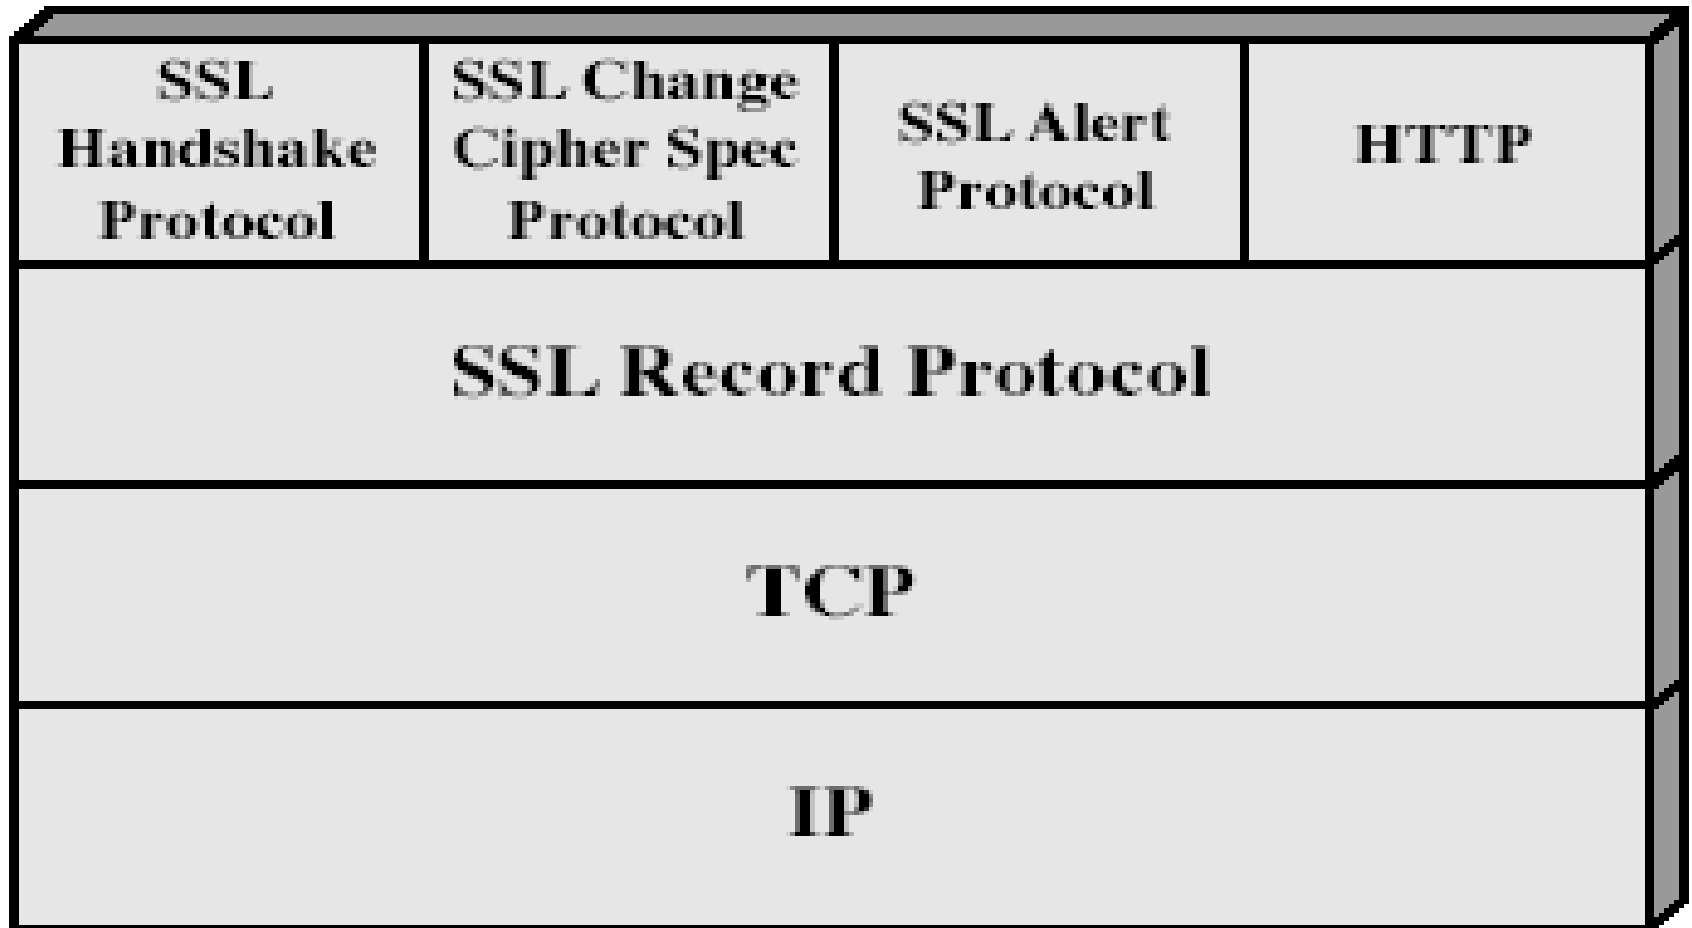 SSL
Handshake
Protocol
SSL Change
Cipher Spec
Protocol
SSL Alert
Protocol
HTTP
SSL Record Protocol
TCP
IP